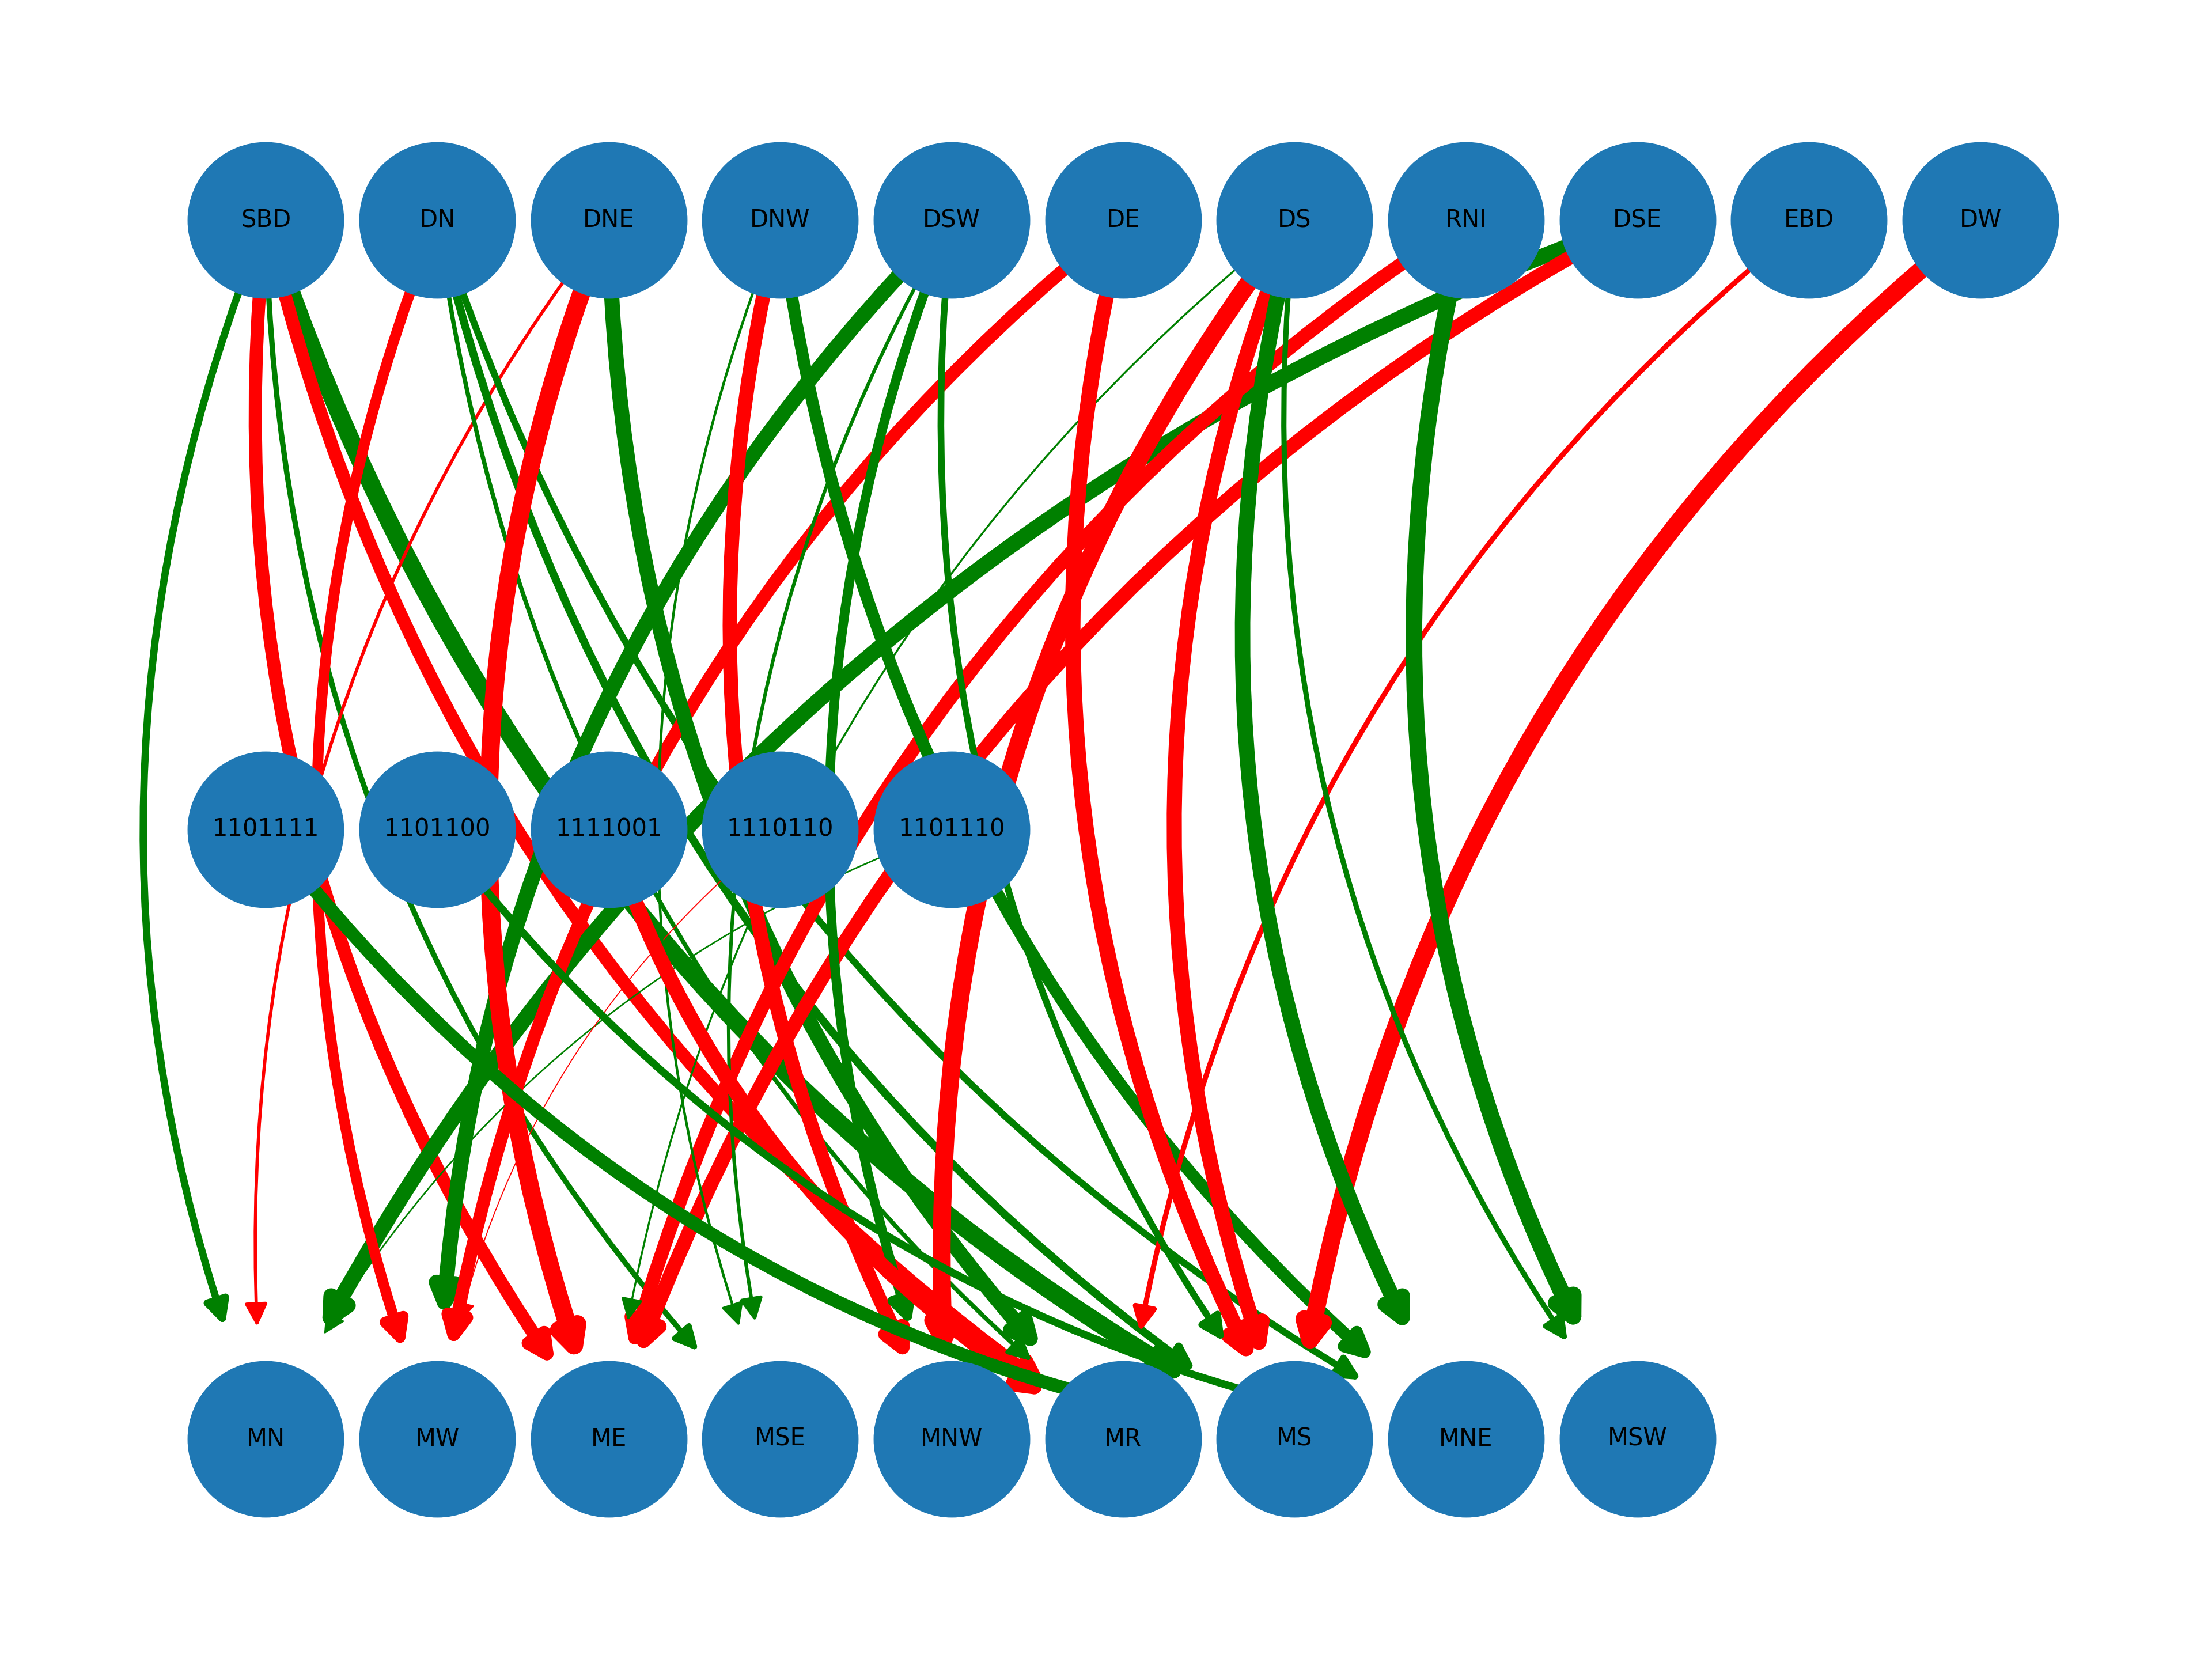 SBD DN DNE DNW DSW DE DS RNI DSE EBD DW
1101111 1101100 1111001 1110110 1101110
MN MW ME MSE MNW MR MS MNE MSW